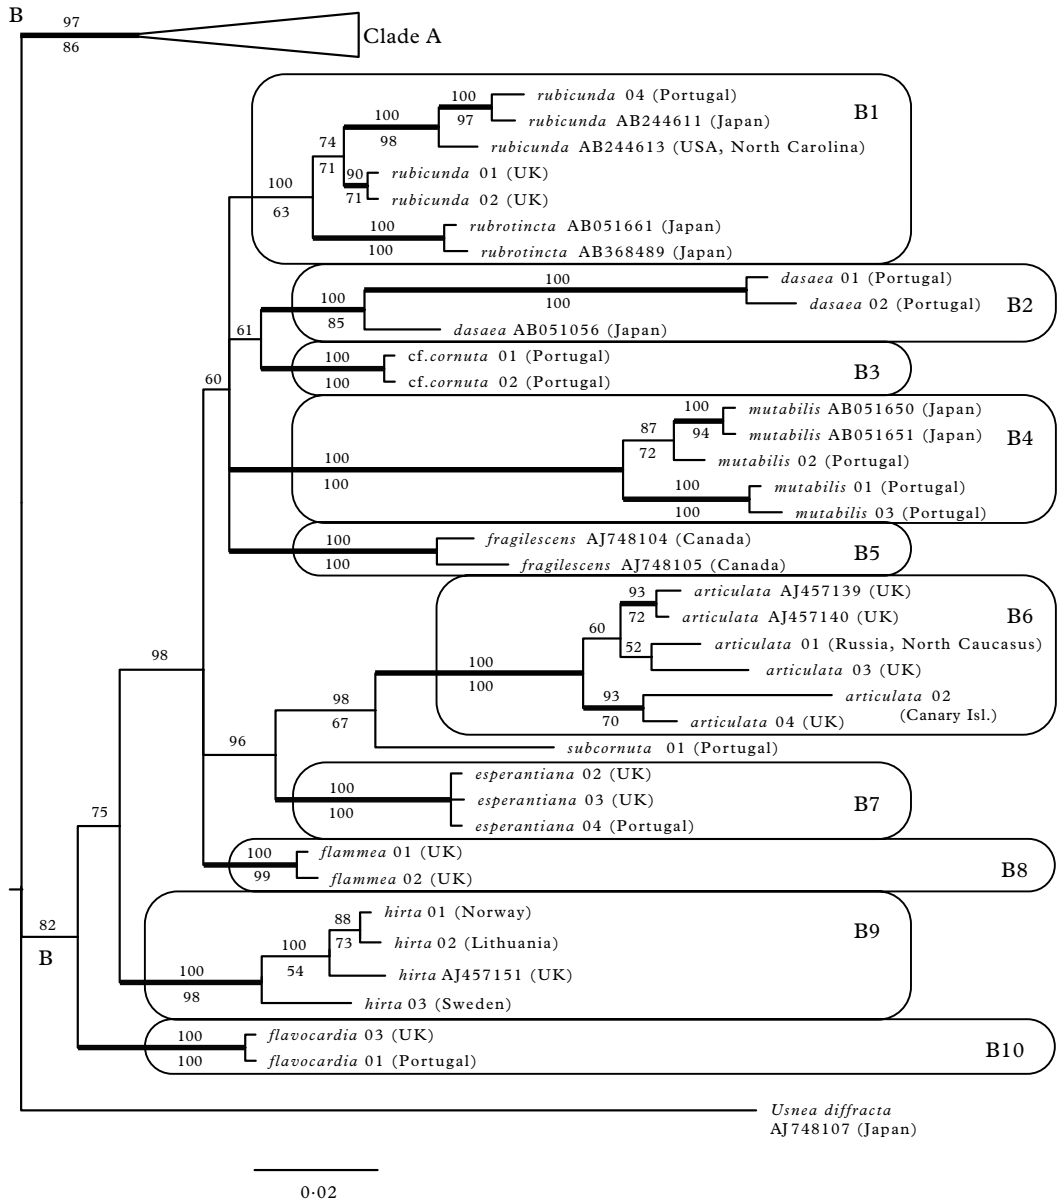 B
97
86
Clade A
100
97
rubicunda 04 (Portugal)
rubicunda AB244611 (Japan)
B1
100
98
rubicunda AB244613 (USA, North Carolina)
74
71
90
71
rubicunda 01 (UK)
rubicunda 02 (UK)
100
63
100
100
rubrotincta AB051661 (Japan)
rubrotincta AB368489 (Japan)
100
100
dasaea 01 (Portugal)
dasaea 02 (Portugal)
B2
100
85
dasaea AB051056 (Japan)
61
100
100
cf.cornuta 01 (Portugal)
cf.cornuta 02 (Portugal)
B3
60
100
94
mutabilis AB051650 (Japan)
mutabilis AB051651 (Japan)
B4
87
72
mutabilis 02 (Portugal)
100
100
100
100
mutabilis 01 (Portugal)
mutabilis 03 (Portugal)
100
100
fragilescens AJ748104 (Canada)
fragilescens AJ748105 (Canada)
B5
93
72
articulata AJ457139 (UK)
articulata AJ457140 (UK)
B6
60
52
articulata 01 (Russia, North Caucasus)
articulata 03 (UK)
98
100
100
93
70
articulata 02
(Canary Isl.)
articulata 04 (UK)
98
67
subcornuta 01 (Portugal)
96
100
100
esperantiana 02 (UK)
esperantiana 03 (UK)
esperantiana 04 (Portugal)
B7
75
100
99
flammea 01 (UK)
flammea 02 (UK)
B8
88
73
hirta 01 (Norway)
hirta 02 (Lithuania)
B9
82
B
100
54
hirta AJ457151 (UK)
100
98
hirta 03 (Sweden)
100
100
flavocardia 03 (UK)
flavocardia 01 (Portugal)
B10
Usnea diffracta
AJ748107 (Japan)
0·02